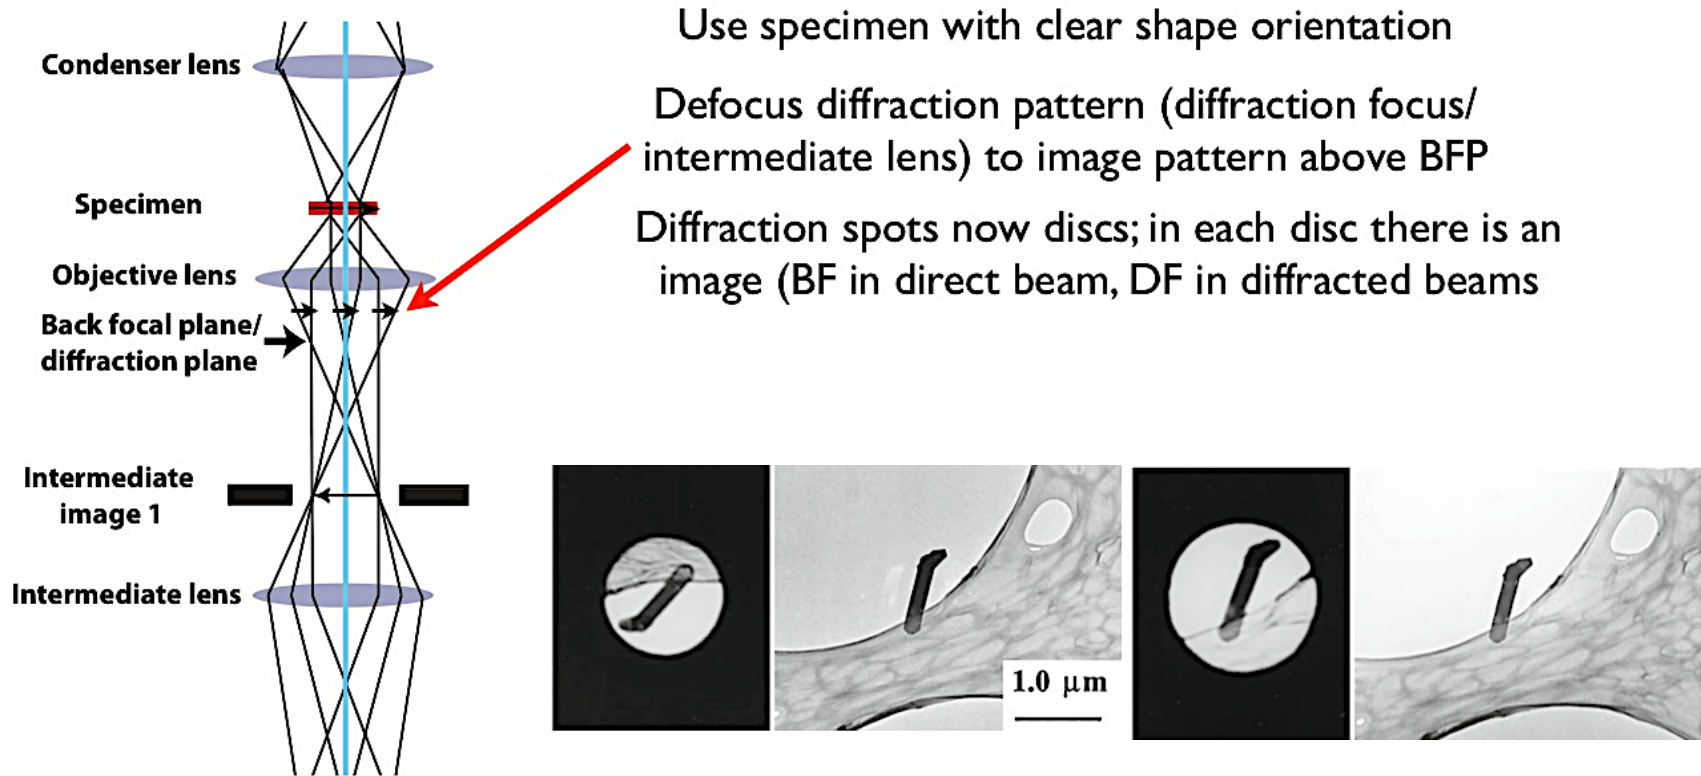 Use specimen with clear shape orientation
Defocus diffraction pattern (diffraction focus/
intermediate lens) to image pattern above BFP
Diffraction spots now discs; in each disc there is an
image (BF in direct beam, DF in diffracted beams
Condenser lens
Specimen
Objective lens
Back focal plane/
diffraction plane
Intermediate
image 1
Intermediate lens
1.0 μm